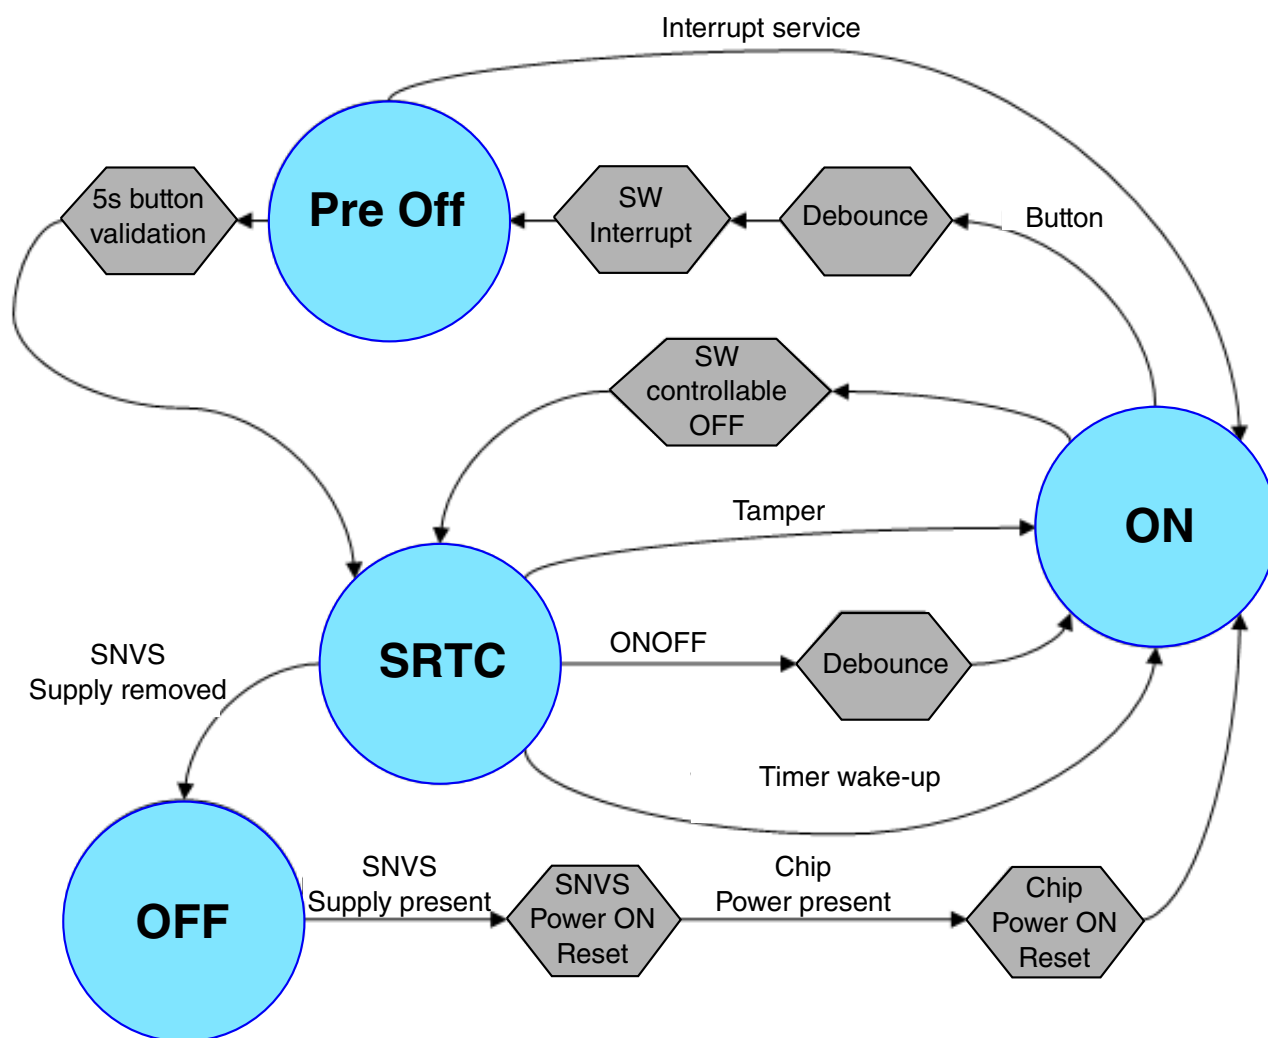 Interrupt service
5s button
validation
Pre Off
SW
Interrupt
Debounce
Button
SW
controllable
OFF
Tamper
ON
SRTC
ONOFF
Debounce
SNVS
Supply removed
Timer wake-up
OFF
SNVS
Supply present
SNVS
Power ON
Reset
Chip
Power present
Chip
Power ON
Reset